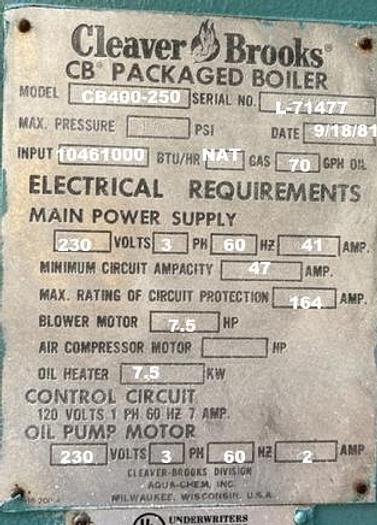 Cleaver Brooks®
CB® PACKAGED BOILER
MODEL CB400-250 SERIAL NO. L-71477
MAX. PRESSURE PSI DATE 9/18/81
INPUT 10461000 BTU/HR NAT GAS 70 GPH OIL
ELECTRICAL REQUIREMENTS
MAIN POWER SUPPLY
230 VOLTS 3 PH 60 HZ 41 AMP.
MINIMUM CIRCUIT AMPACITY 47 AMP.
MAX. RATING OF CIRCUIT PROTECTION 164 AMP.
BLOWER MOTOR 7.5 HP
AIR COMPRESSOR MOTOR HP
OIL HEATER 7.5 KW
CONTROL CIRCUIT
120 VOLTS 1 PH 60 HZ 7 AMP.
OIL PUMP MOTOR
230 VOLTS 3 PH 60 HZ 2 AMP
CLEAVER-BROOKS DIVISION
AQUA-CHEM, INC.
MILWAUKEE, WISCONSIN, U.S.A.
UL UNDERWRITERS